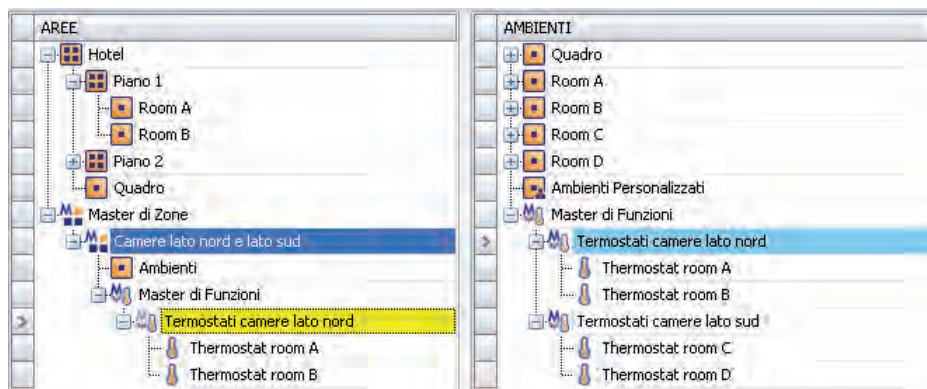 AREE
Hotel
Piano 1
Room A
Room B
Piano 2
Quadro
Master di Zone
Camere lato nord e lato sud
Ambienti
Master di Funzioni
Termostati camere lato nord
Thermostat room A
Thermostat room B
AMBIENTI
Quadro
Room A
Room B
Room C
Room D
Ambienti Personalizzati
Master di Funzioni
Termostati camere lato nord
Thermostat room A
Thermostat room B
Termostati camere lato sud
Thermostat room C
Thermostat room D